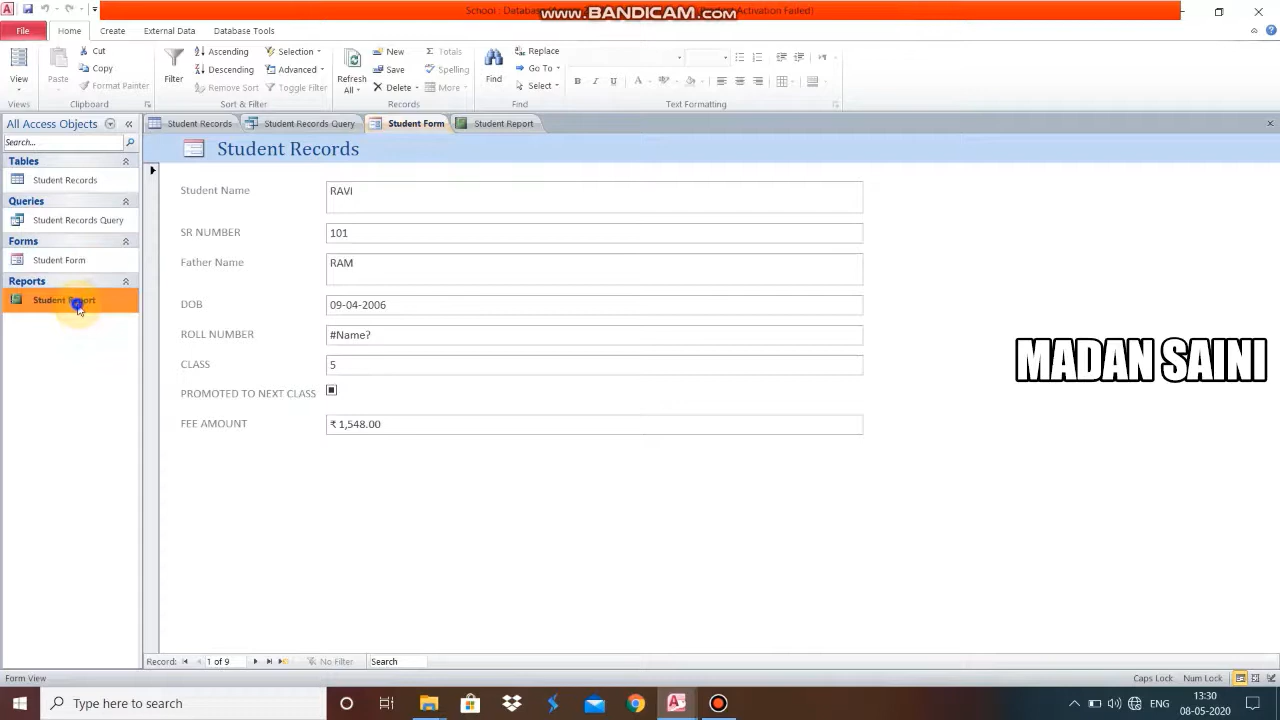 School : Database
Activation Failed)
www.BANDICAM.com
File
Home
Create
External Data
Database Tools
View
Views
Paste
Cut
Copy
Format Painter
Clipboard
Filter
Ascending
Descending
Remove Sort
Selection
Advanced
Toggle Filter
Sort & Filter
Refresh
All
New
Save
Delete
Totals
Spelling
More
Records
Find
Replace
Go To
Select
Find
B I U
A
Text Formatting
All Access Objects
Search...
Tables
Student Records
Queries
Student Records Query
Forms
Student Form
Reports
Student Report
Student Records
Student Records Query
Student Form
Student Report
Student Records
Student Name
RAVI
SR NUMBER
101
Father Name
RAM
DOB
09-04-2006
ROLL NUMBER
#Name?
CLASS
5
PROMOTED TO NEXT CLASS
FEE AMOUNT
₹ 1,548.00
MADAN SAINI
Record:
1 of 9
No Filter
Search
Form View
Caps Lock
Num Lock
Type here to search
ENG
13:30
08-05-2020